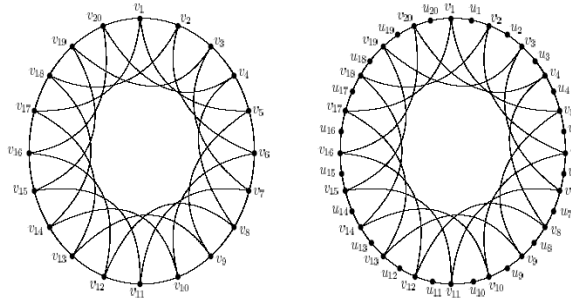 v₁
v₂
v₃
v₄
v₅
v₆
v₇
v₈
v₉
v₁₀
v₁₁
v₁₂
v₁₃
v₁₄
v₁₅
v₁₆
v₁₇
v₁₈
v₁₉
v₂₀
v₁
u₁
v₂
u₂
v₃
u₃
v₄
u₄
u₇
v₈
u₈
v₉
u₉
v₁₀
u₁₀
v₁₁
u₁₁
v₁₂
u₁₂
v₁₃
u₁₃
v₁₄
u₁₄
v₁₅
u₁₅
v₁₆
u₁₆
v₁₇
u₁₇
v₁₈
u₁₈
v₁₉
u₁₉
v₂₀
u₂₀